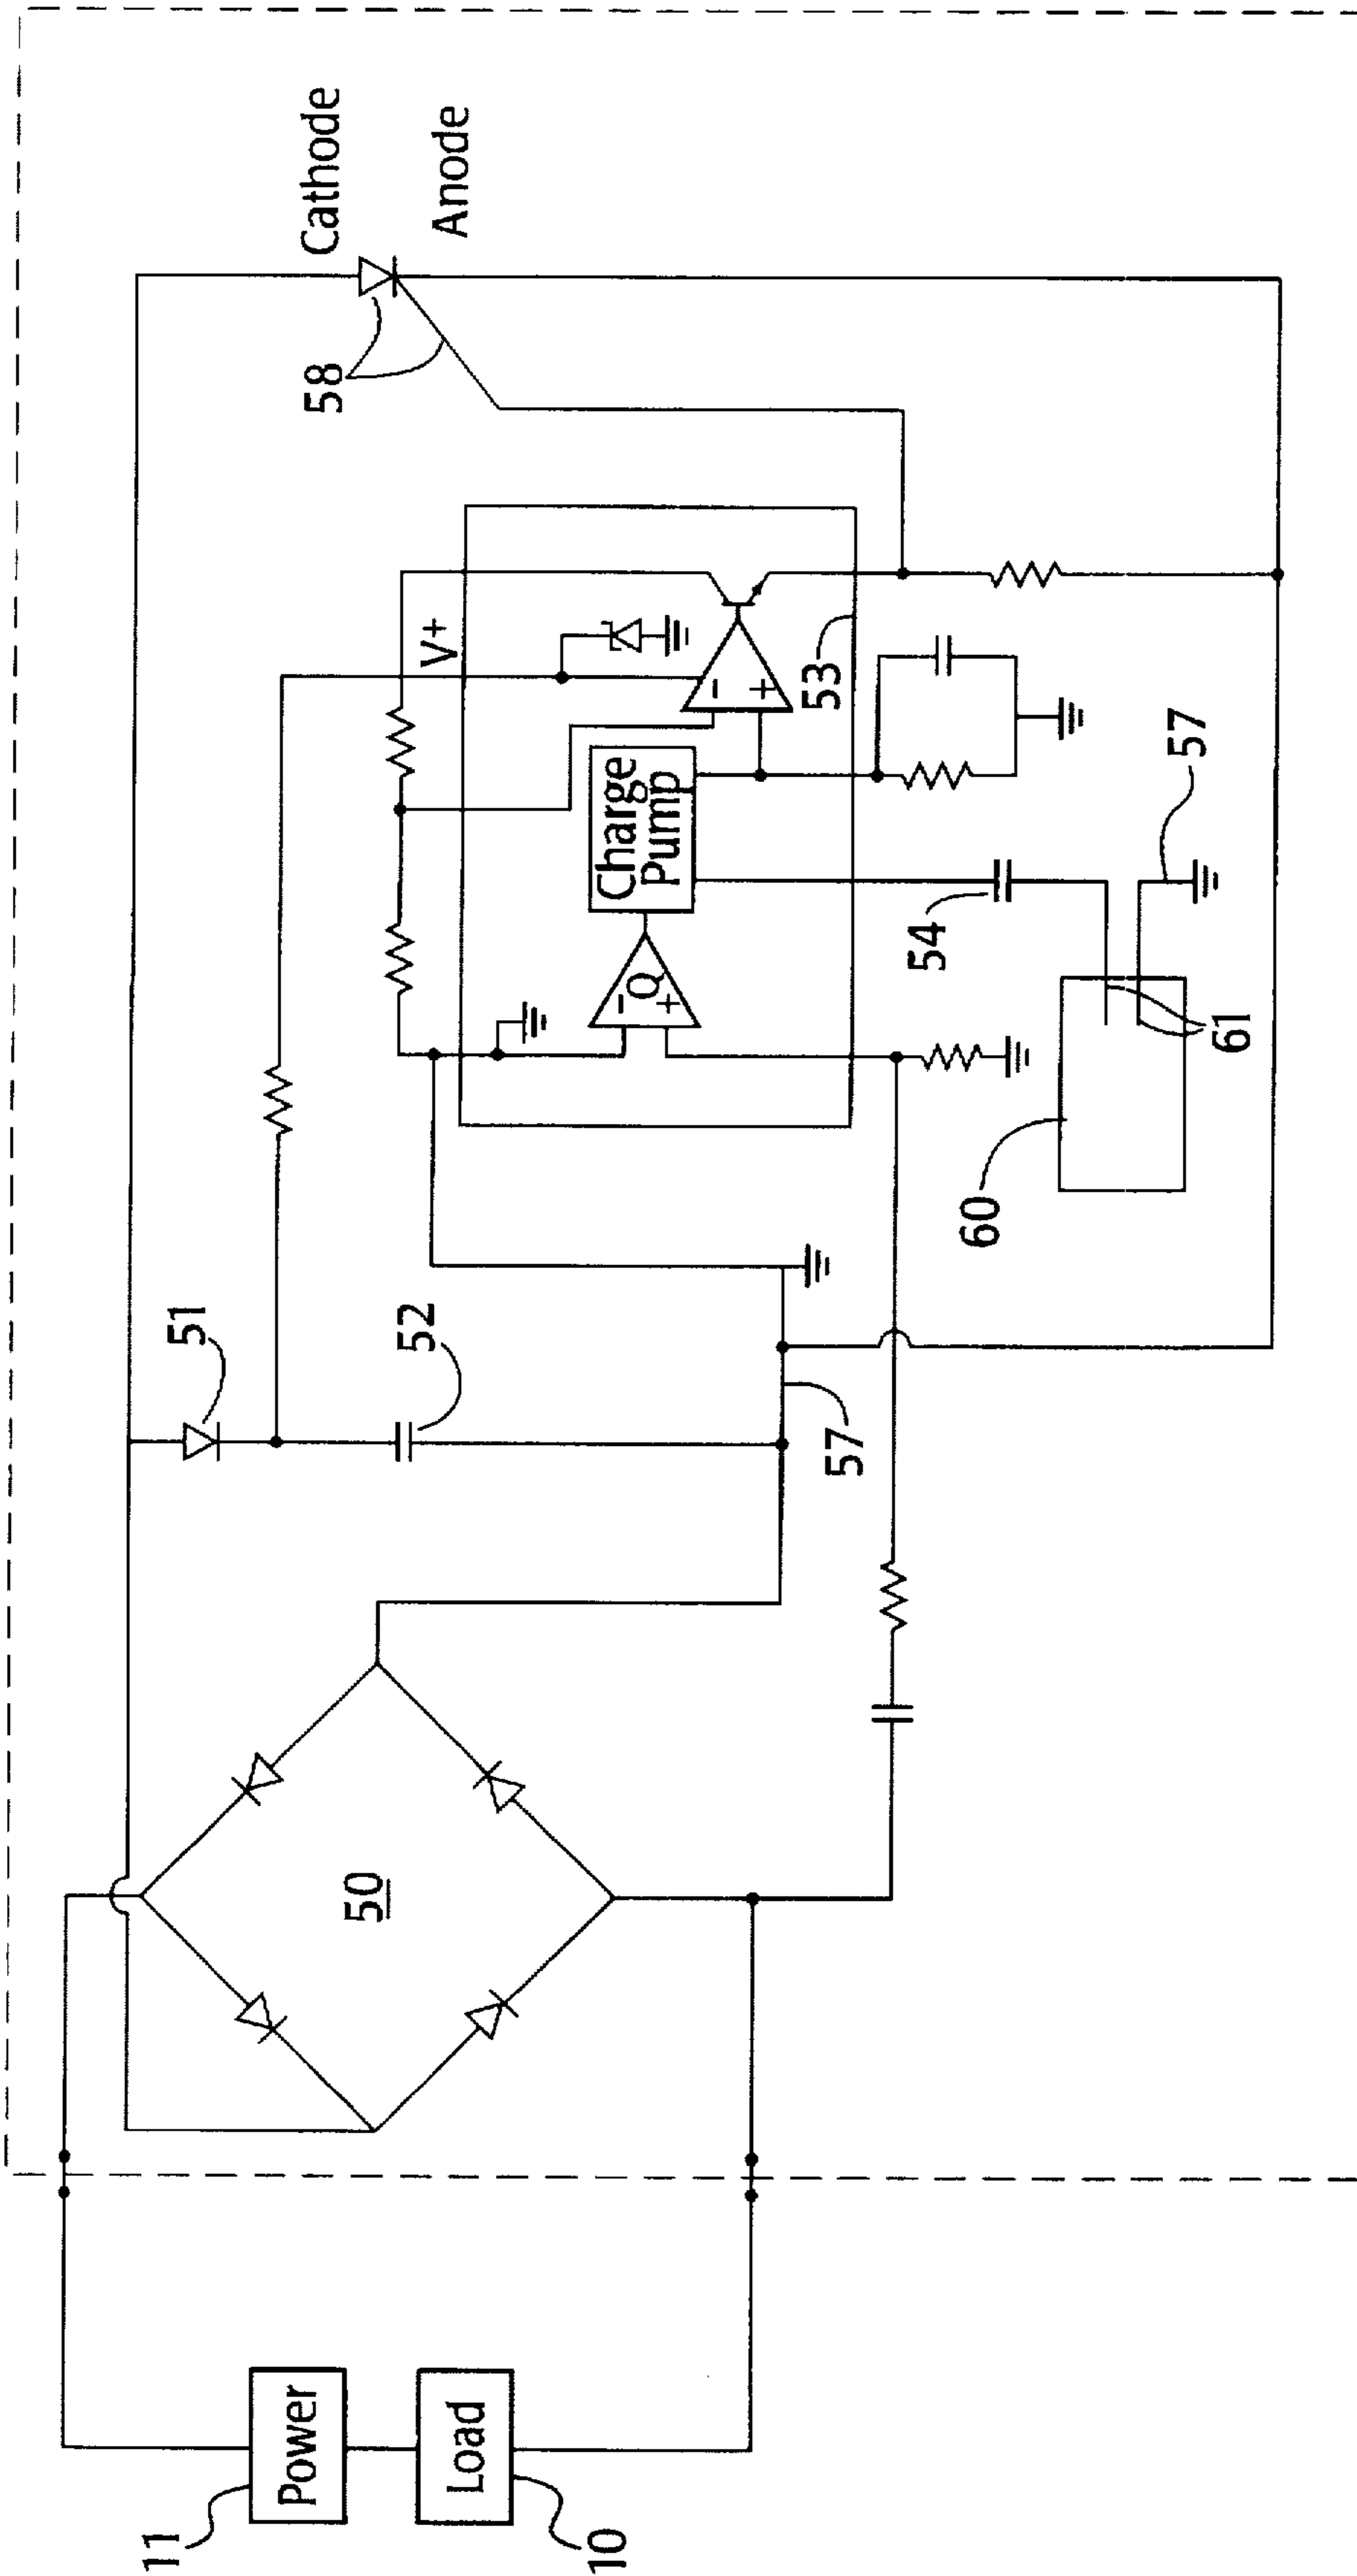 11
Power
Load
10
50
51
52
57
58
Cathode
Anode
V+
-
Q
+
Charge
Pump
-
+
53
54
57
60
61